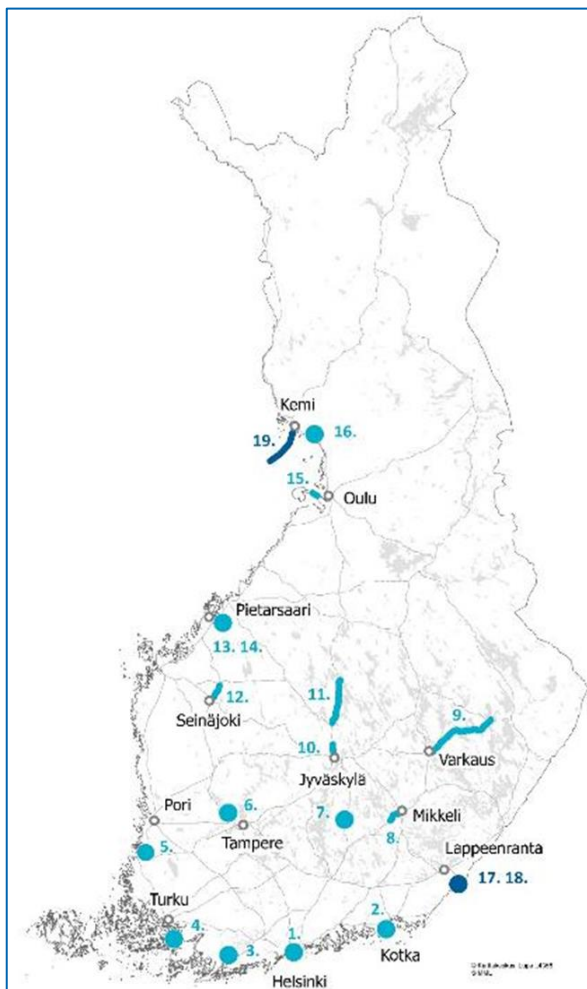 Kemi
16.
19.
15.
Oulu
Pietarsaari
13. 14.
11.
12.
Seinäjoki
9.
10.
Varkaus
Jyväskylä
Pori
6.
7.
Mikkeli
Tampere
8.
5.
Lappeenranta
17. 18.
Turku
2.
4.
1.
Kotka
3.
Helsinki